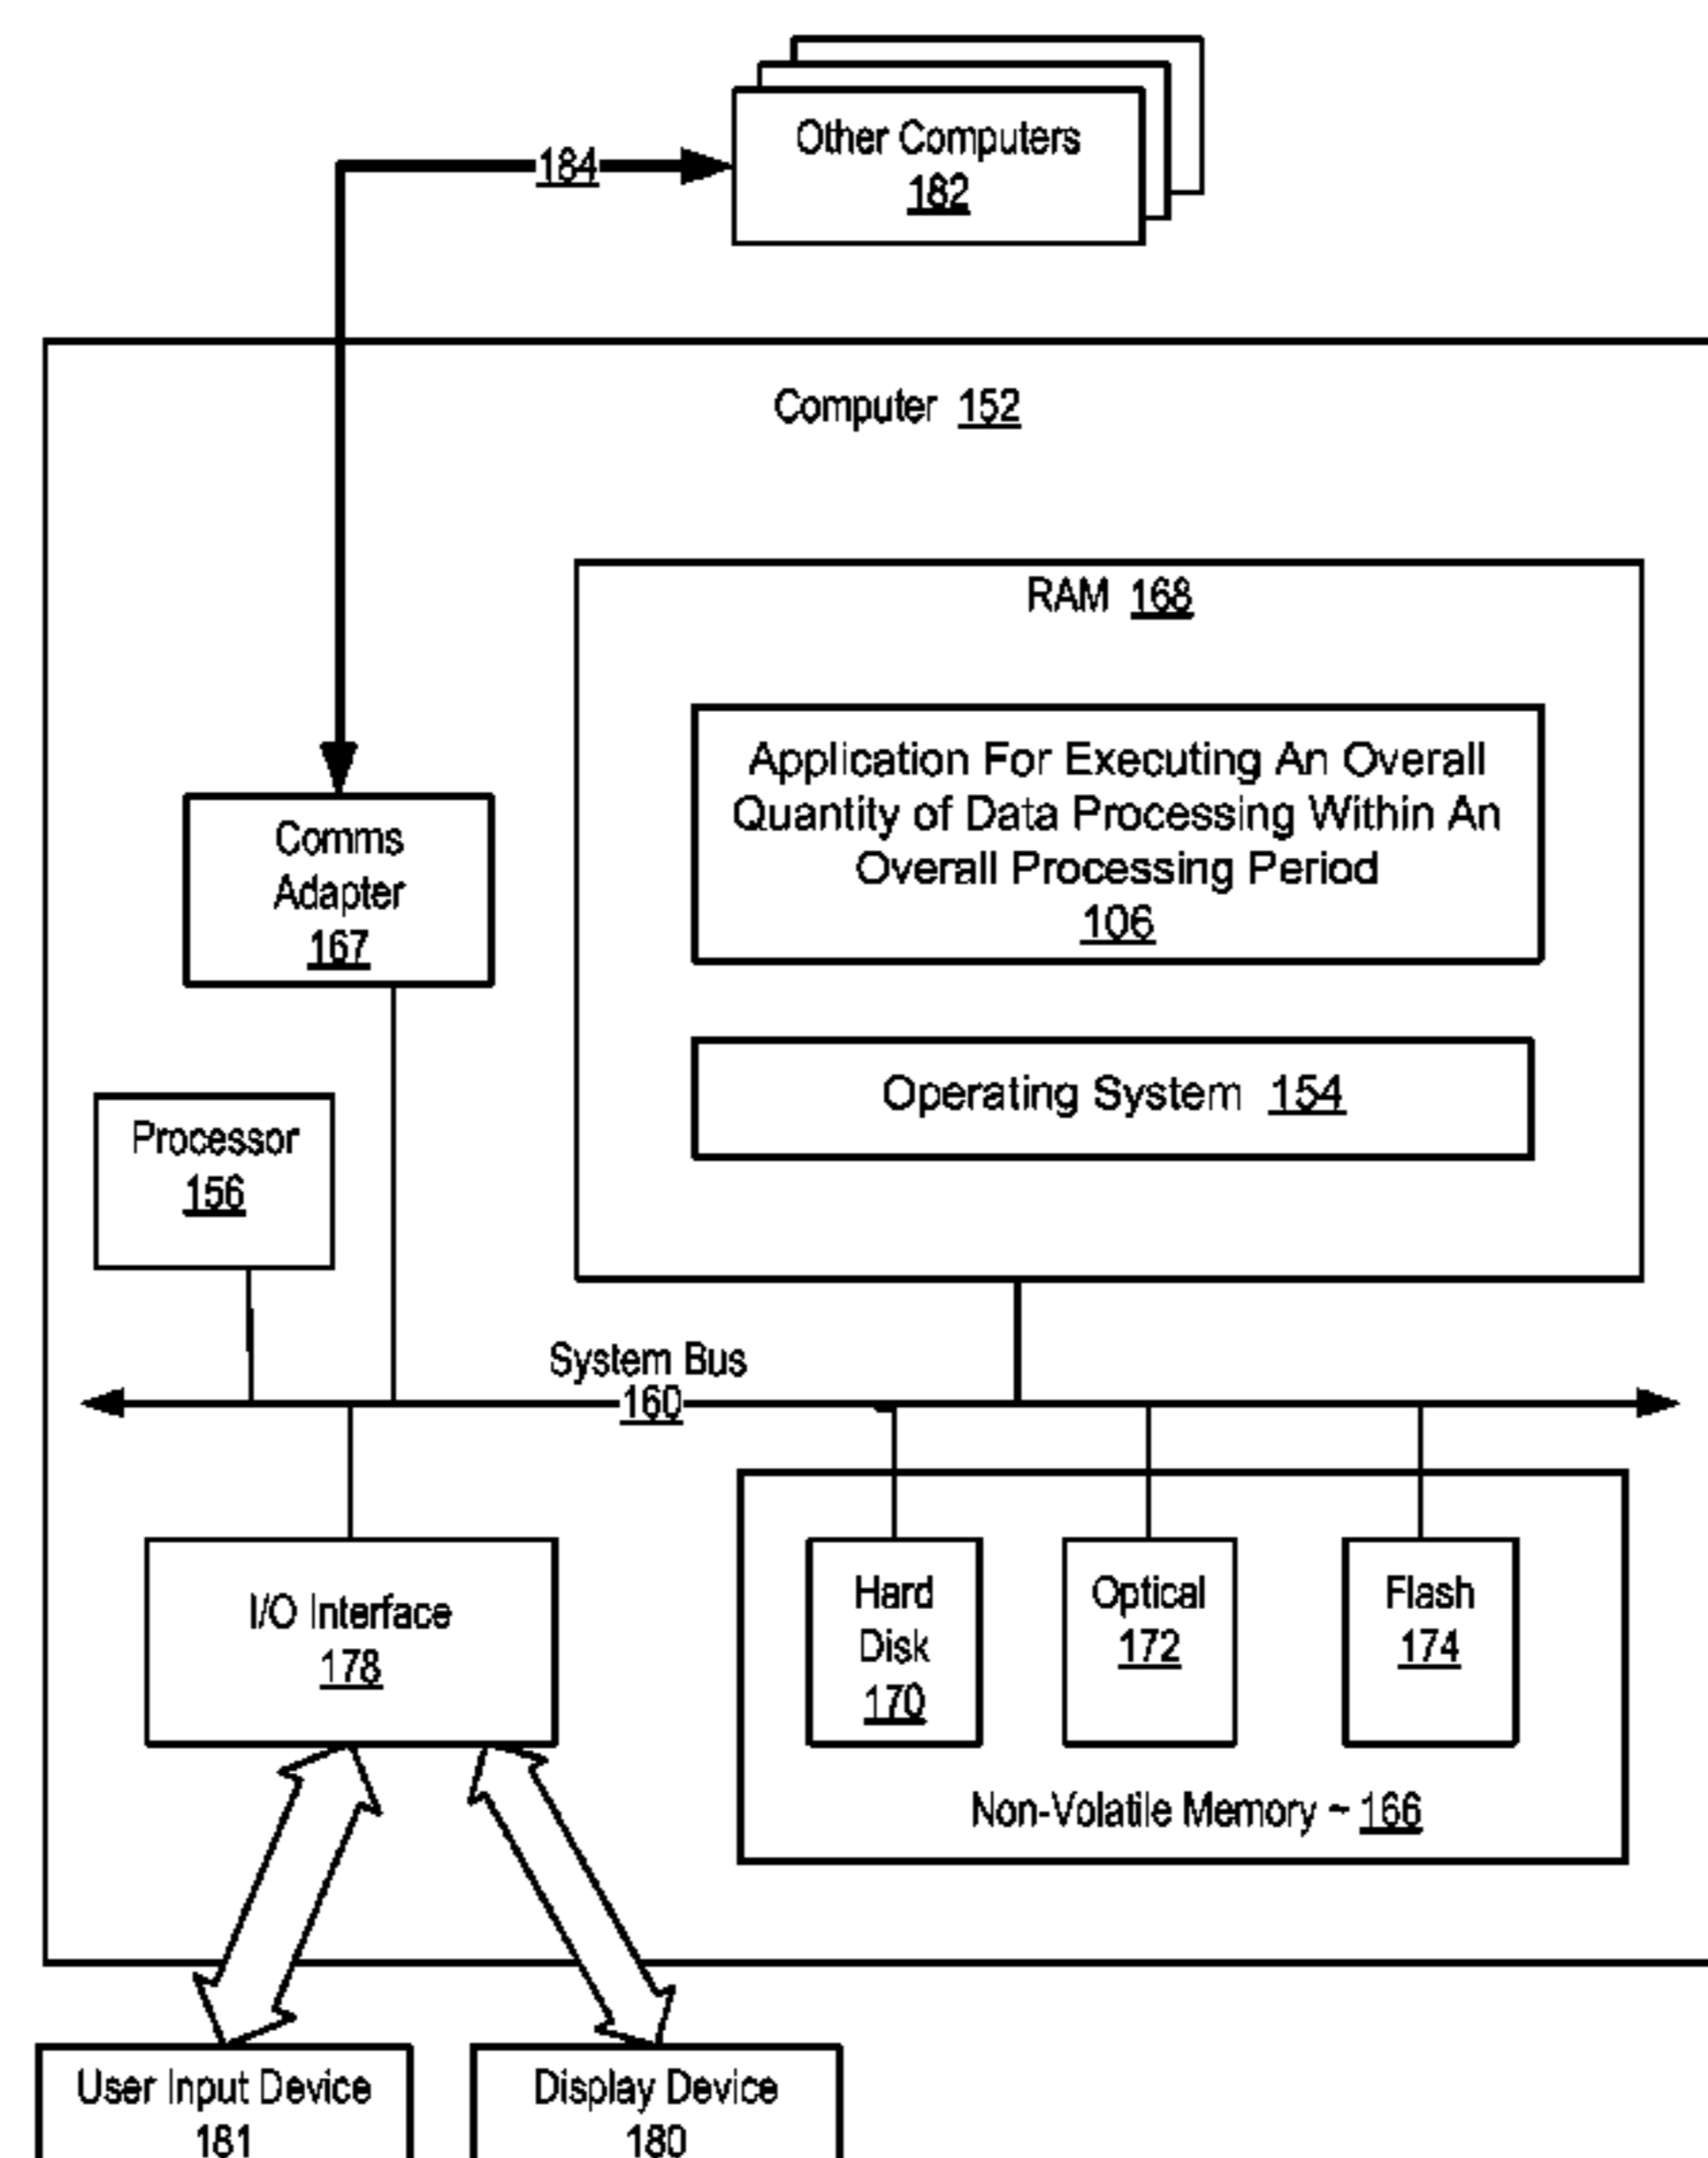 Other Computers
182
184
Computer 152
RAM 168
Application For Executing An Overall
Quantity of Data Processing Within An
Overall Processing Period
106
Operating System 154
Comms
Adapter
167
Processor
156
System Bus
160
I/O Interface
178
Hard
Disk
170
Optical
172
Flash
174
Non-Volatile Memory ~ 166
User Input Device
181
Display Device
180